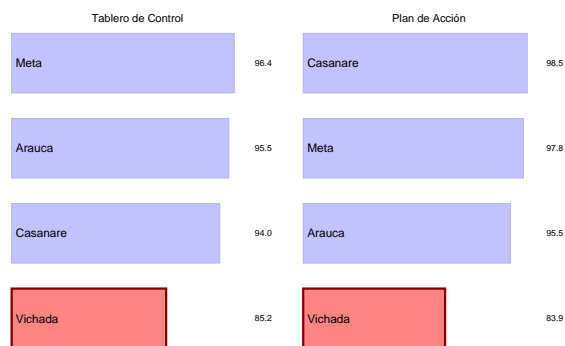 Tablero de Control
Meta 96.4
Arauca 95.5
Casanare 94.0
Vichada 85.2
Plan de Acción
Casanare 98.5
Meta 97.8
Arauca 95.5
Vichada 83.9